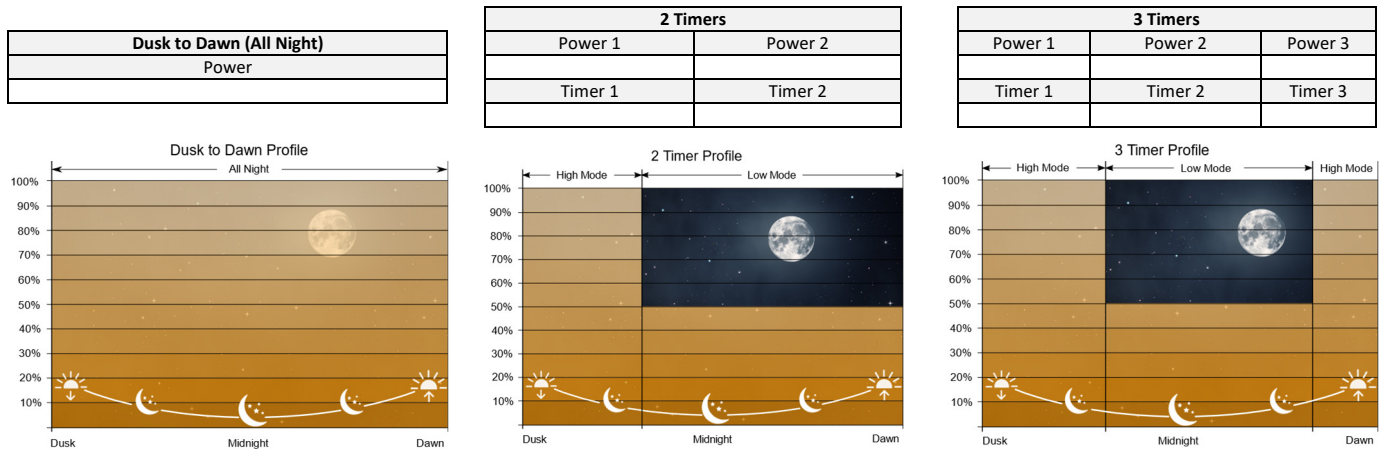 Dusk to Dawn (All Night)
Power
2 Timers
Power 1 Power 2
Timer 1 Timer 2
3 Timers
Power 1 Power 2 Power 3
Timer 1 Timer 2 Timer 3
Dusk to Dawn Profile
All Night
100%
90%
80%
70%
60%
50%
40%
30%
20%
10%
Dusk Midnight Dawn
2 Timer Profile
High Mode Low Mode
100%
90%
80%
70%
60%
50%
40%
30%
20%
10%
Dusk Midnight Dawn
3 Timer Profile
High Mode Low Mode High Mode
100%
90%
80%
70%
60%
50%
40%
30%
20%
10%
Dusk Midnight Dawn